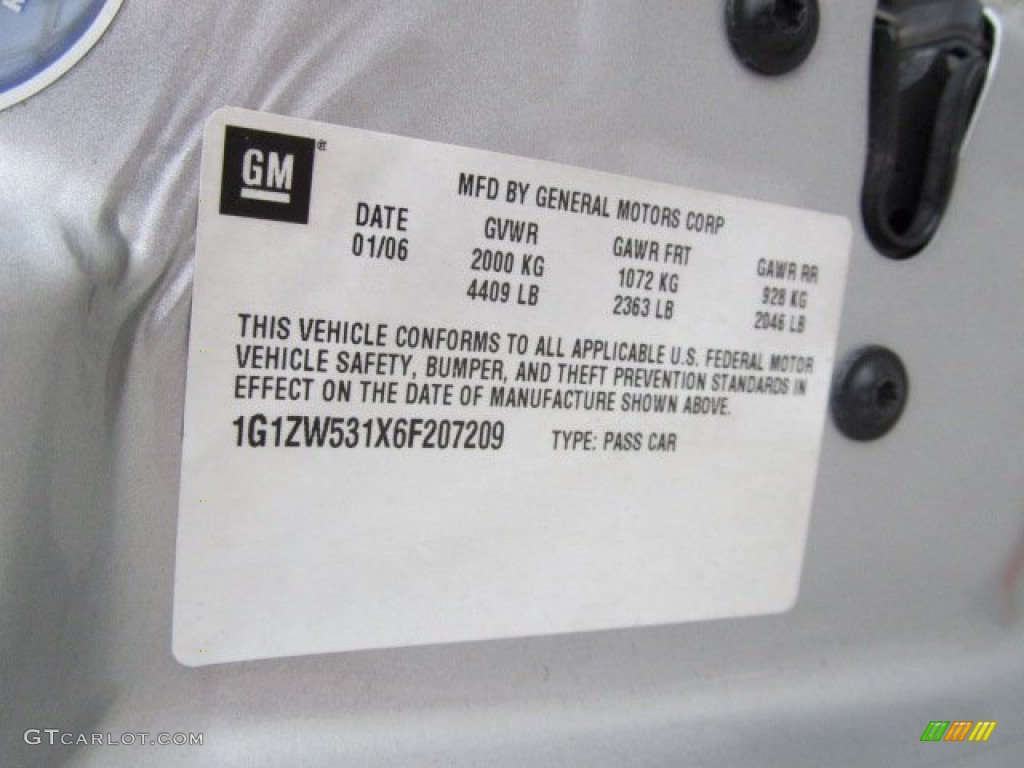 GM®
MFD BY GENERAL MOTORS CORP
DATE GVWR GAWR FRT GAWR RR
01/06 2000 KG 1072 KG 928 KG
4409 LB 2363 LB 2046 LB
THIS VEHICLE CONFORMS TO ALL APPLICABLE U.S. FEDERAL MOTOR
VEHICLE SAFETY, BUMPER, AND THEFT PREVENTION STANDARDS IN
EFFECT ON THE DATE OF MANUFACTURE SHOWN ABOVE.
1G1ZW531X6F207209 TYPE: PASS CAR
GTCARLOT.COM